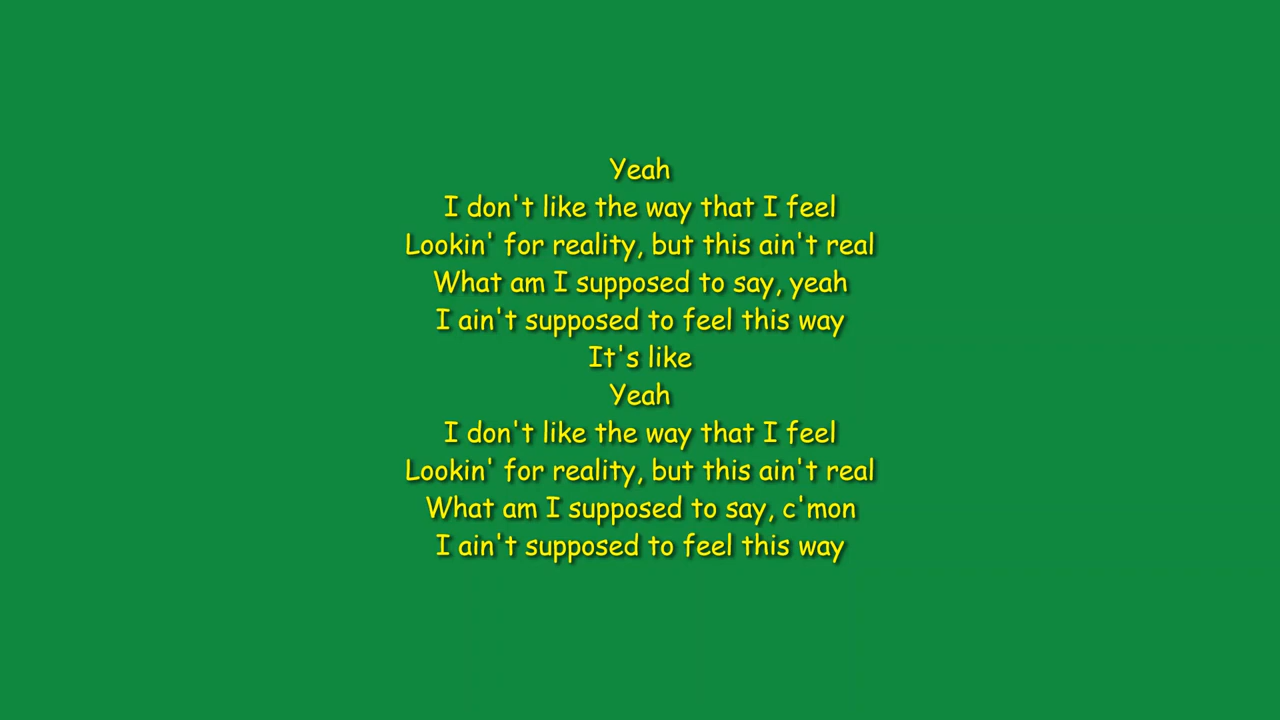 Yeah
I don't like the way that I feel
Lookin' for reality, but this ain't real
What am I supposed to say, yeah
I ain't supposed to feel this way
It's like
Yeah
I don't like the way that I feel
Lookin' for reality, but this ain't real
What am I supposed to say, c'mon
I ain't supposed to feel this way